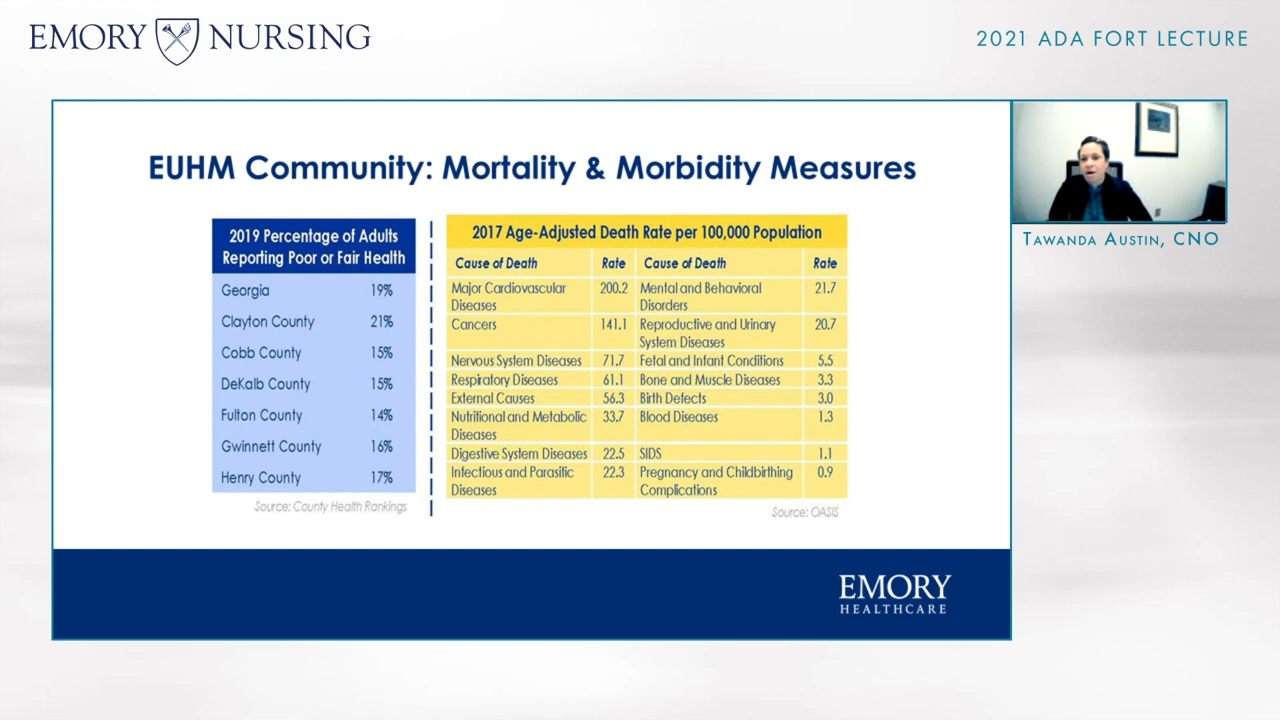 EMORY NURSING
2021 ADA FORT LECTURE
EUHM Community: Mortality & Morbidity Measures
2019 Percentage of Adults
Reporting Poor or Fair Health
Georgia 19%
Clayton County 21%
Cobb County 15%
DeKalb County 15%
Fulton County 14%
Gwinnett County 16%
Henry County 17%
Source: County Health Rankings
2017 Age-Adjusted Death Rate per 100,000 Population
Cause of Death Rate Cause of Death Rate
Major Cardiovascular 200.2 Mental and Behavioral 21.7
Diseases Disorders
Cancers 141.1 Reproductive and Urinary 20.7
System Diseases
Nervous System Diseases 71.7 Fetal and Infant Conditions 5.5
Respiratory Diseases 61.1 Bone and Muscle Diseases 3.3
External Causes 56.3 Birth Defects 3.0
Nutritional and Metabolic 33.7 Blood Diseases 1.3
Diseases
Digestive System Diseases 22.5 SIDS 1.1
Infectious and Parasitic 22.3 Pregnancy and Childbirthing 0.9
Diseases Complications
Source: OASIS
EMORY
HEALTHCARE
TAWANDA AUSTIN, CNO